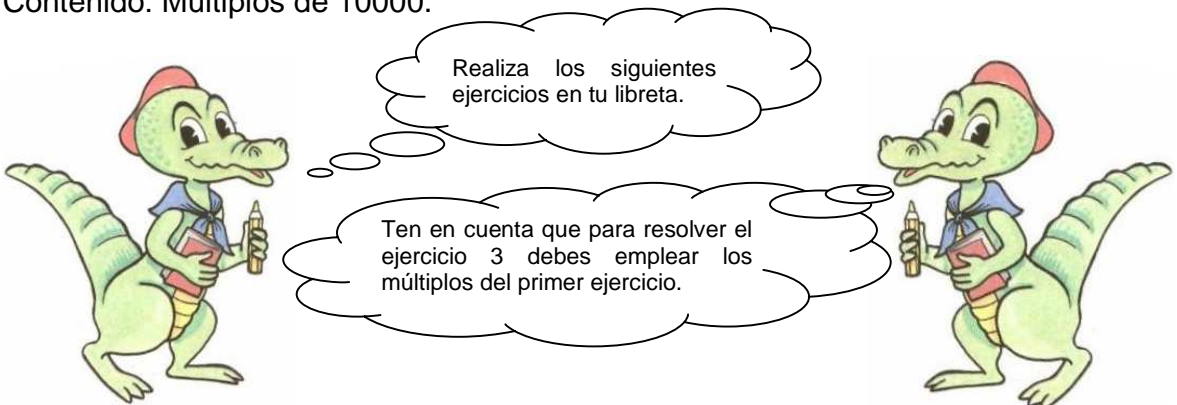 Contenido: Múltiplos de 10000.
Realiza los siguientes
ejercicios en tu libreta.
Ten en cuenta que para resolver el
ejercicio 3 debes emplear los
múltiplos del primer ejercicio.